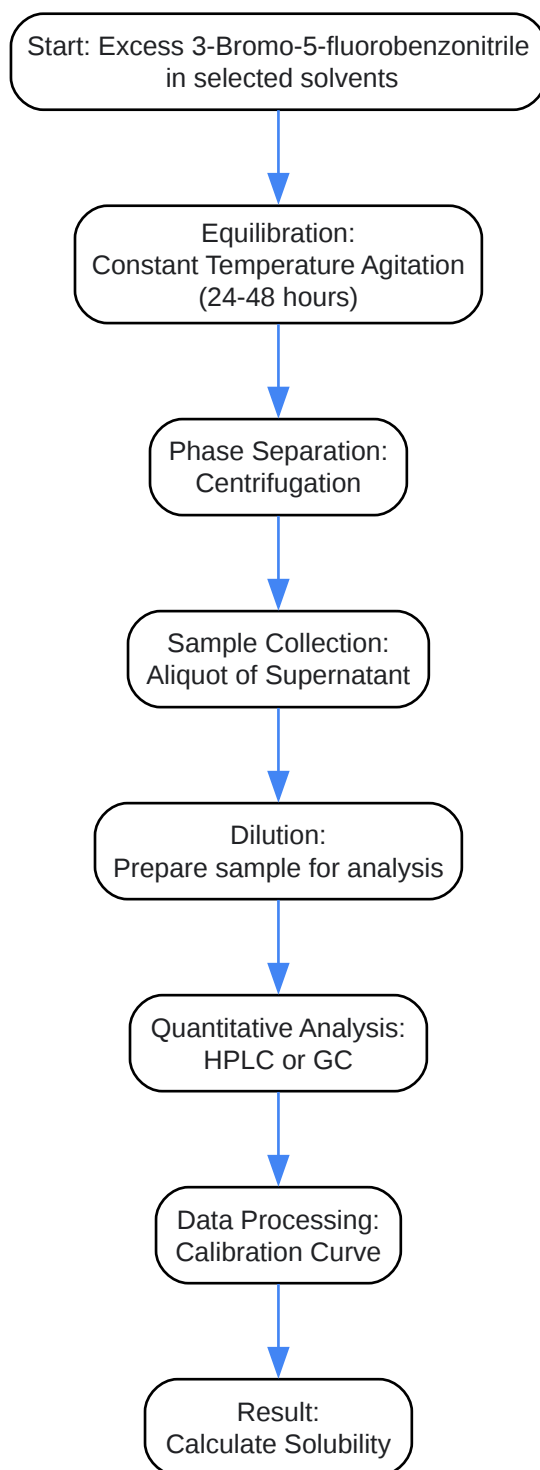 Start: Excess 3-Bromo-5-fluorobenzonitrile
in selected solvents
Equilibration:
Constant Temperature Agitation
(24-48 hours)
Phase Separation:
Centrifugation
Sample Collection:
Aliquot of Supernatant
Dilution:
Prepare sample for analysis
Quantitative Analysis:
HPLC or GC
Data Processing:
Calibration Curve
Result:
Calculate Solubility